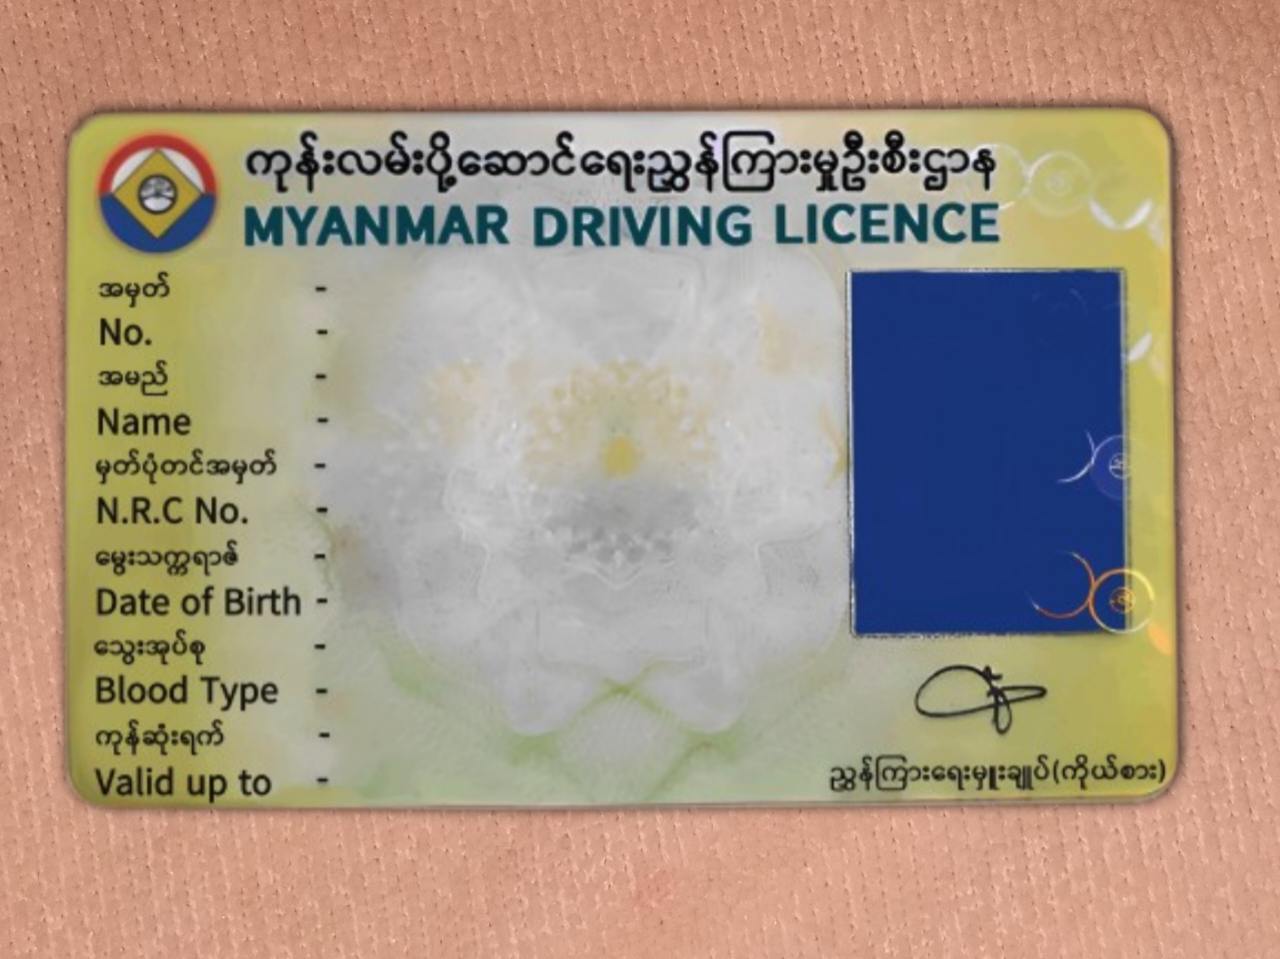 ကုန်းလမ်းပို့ဆောင်ရေးညွှန်ကြားမှုဦးစီးဌာန
MYANMAR DRIVING LICENCE
အမှတ် -
No. -
အမည် -
Name -
မှတ်ပုံတင်အမှတ် -
N.R.C No. -
မွေးသက္ကရာဇ် -
Date of Birth -
သွေးအုပ်စု -
Blood Type -
ကုန်ဆုံးရက် -
Valid up to -
ညွှန်ကြားရေးမှူးချုပ်(ကိုယ်စား)